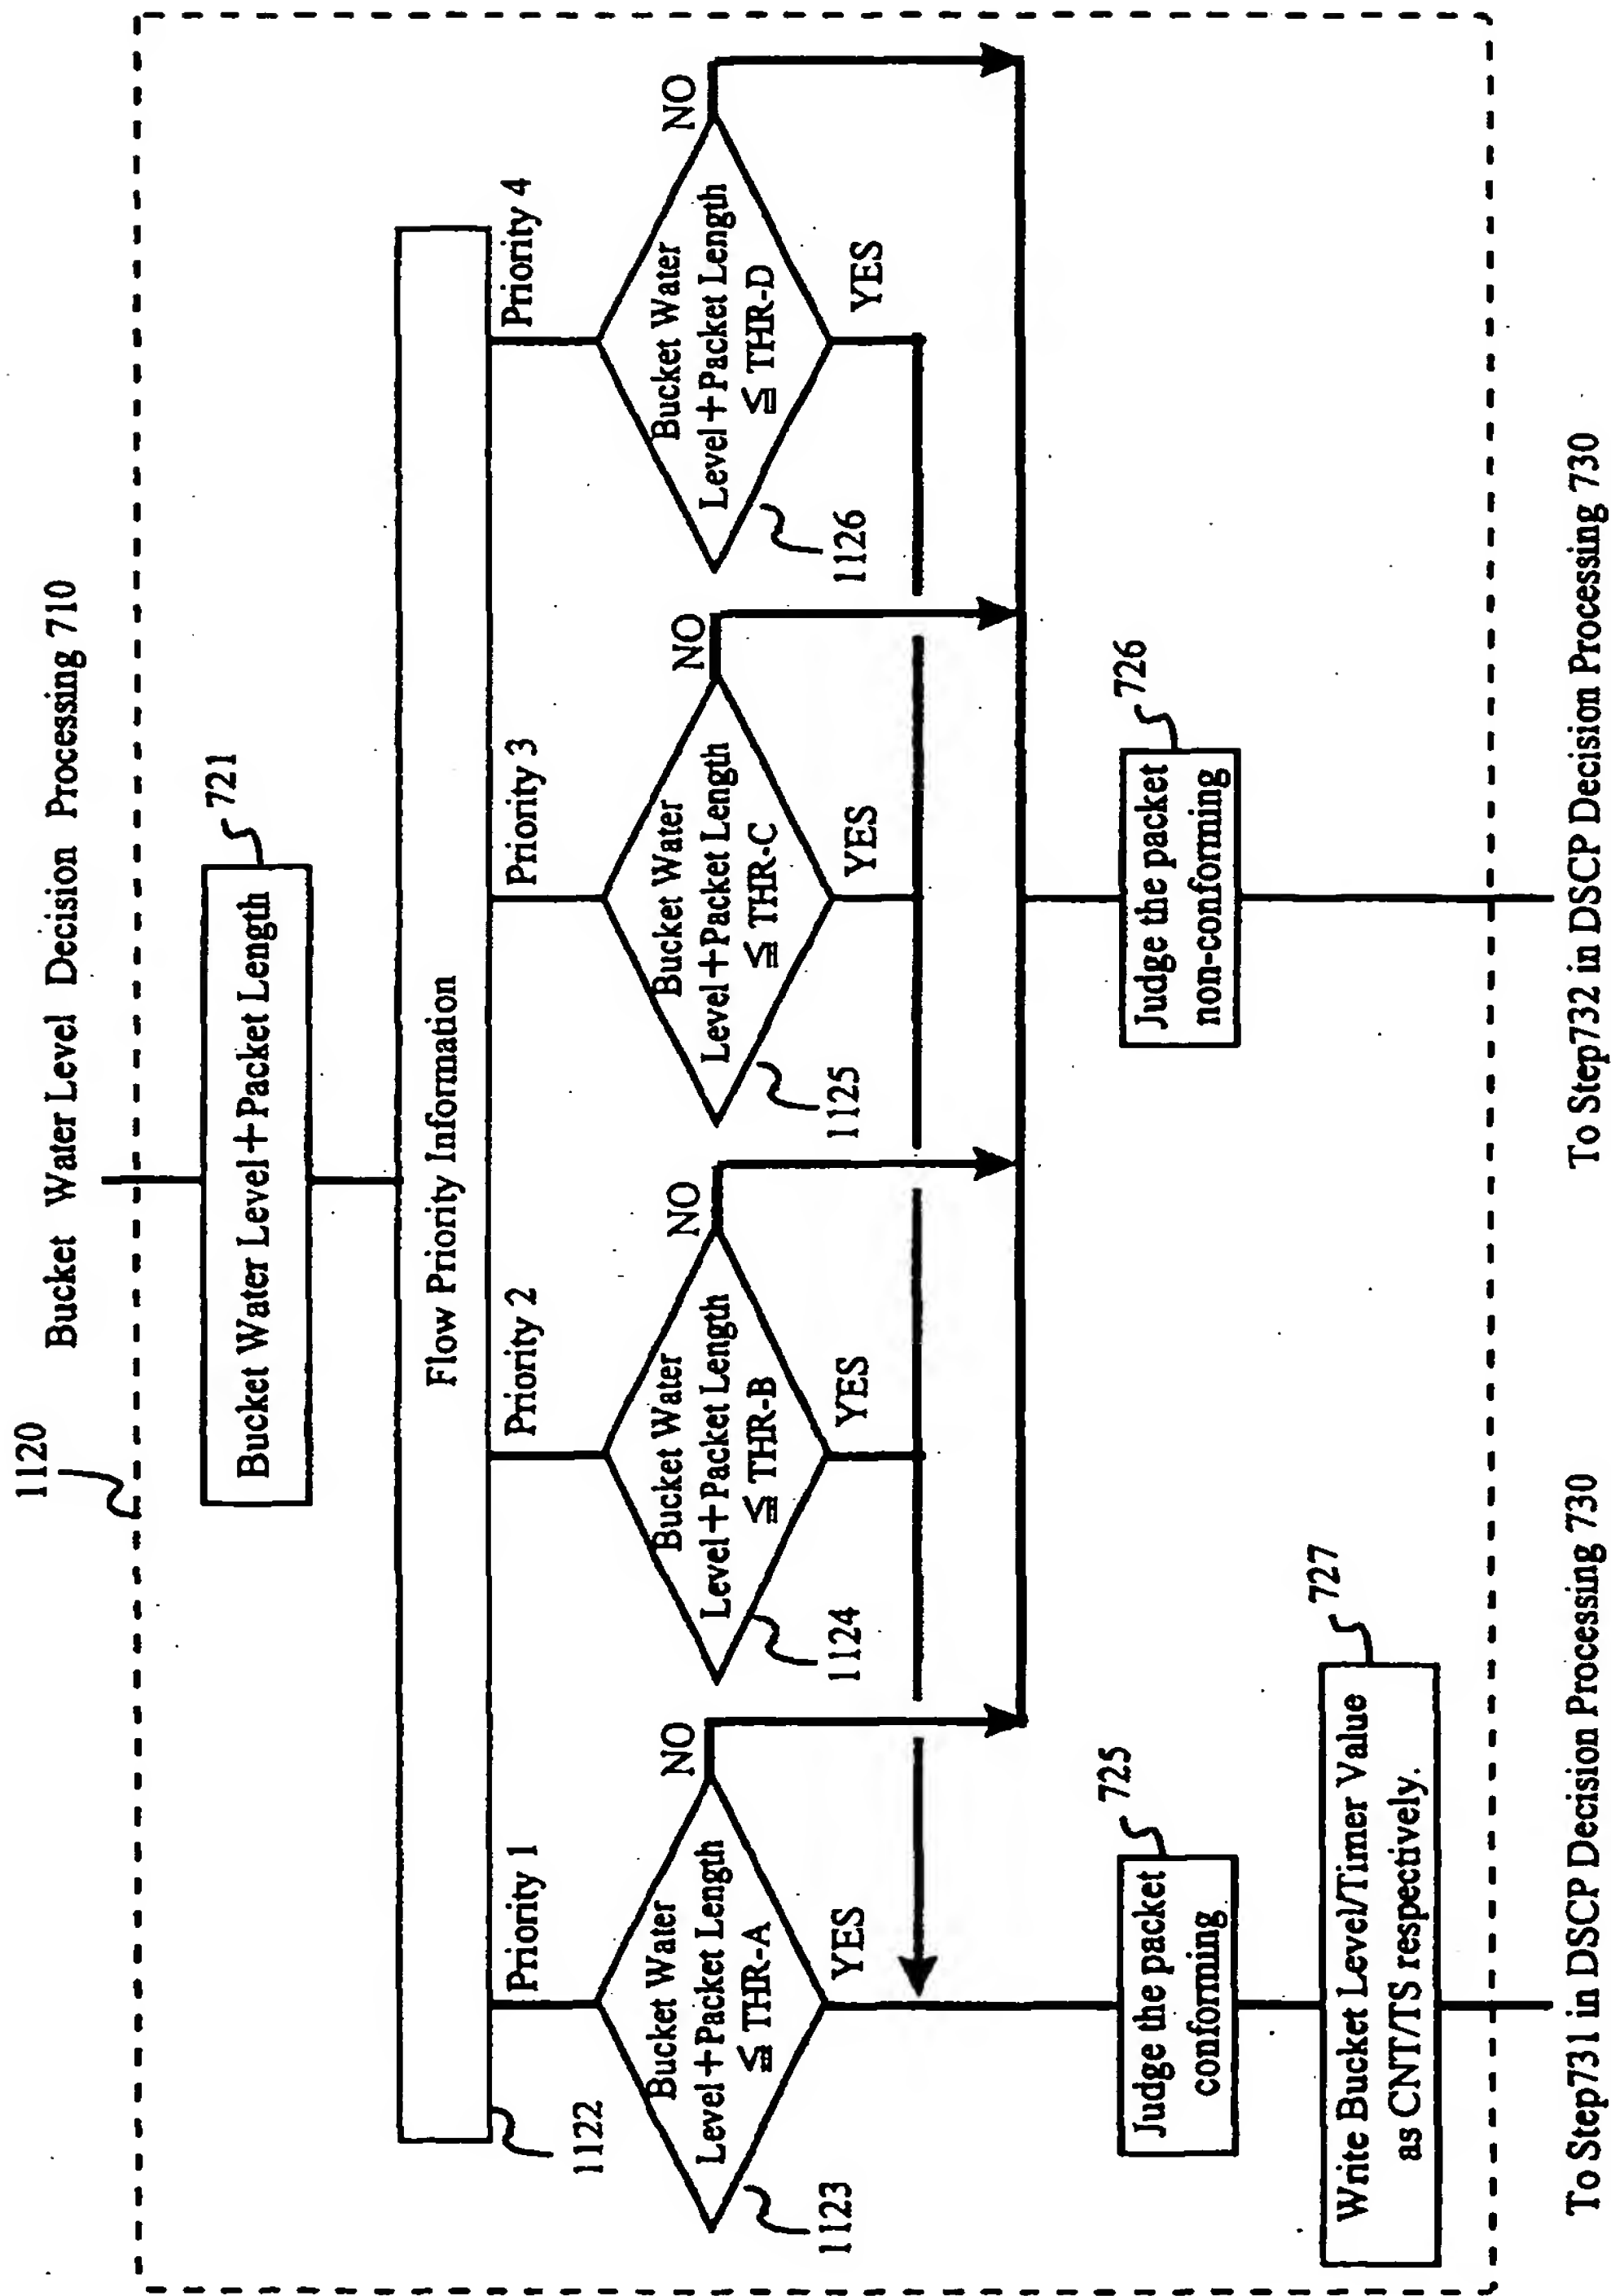 Bucket Water Level Decision Processing 710
1120
721
Bucket Water Level+Packet Length
Flow Priority Information
1122
Priority 1
Priority 2
Priority 3
Priority 4
Bucket Water
Level+Packet Length
≦ THR-A
NO
YES
1123
Bucket Water
Level+Packet Length
≦ THR-B
NO
YES
1124
Bucket Water
Level+Packet Length
≦ THR-C
NO
YES
1125
Bucket Water
Level+Packet Length
≦ THR-D
NO
YES
1126
725
Judge the packet
conforming
726
Judge the packet
non-conforming
727
Write Bucket Level/Timer Value
as CNT/TS respectively.
To Step731 in DSCP Decision Processing 730
To Step732 in DSCP Decision Processing 730